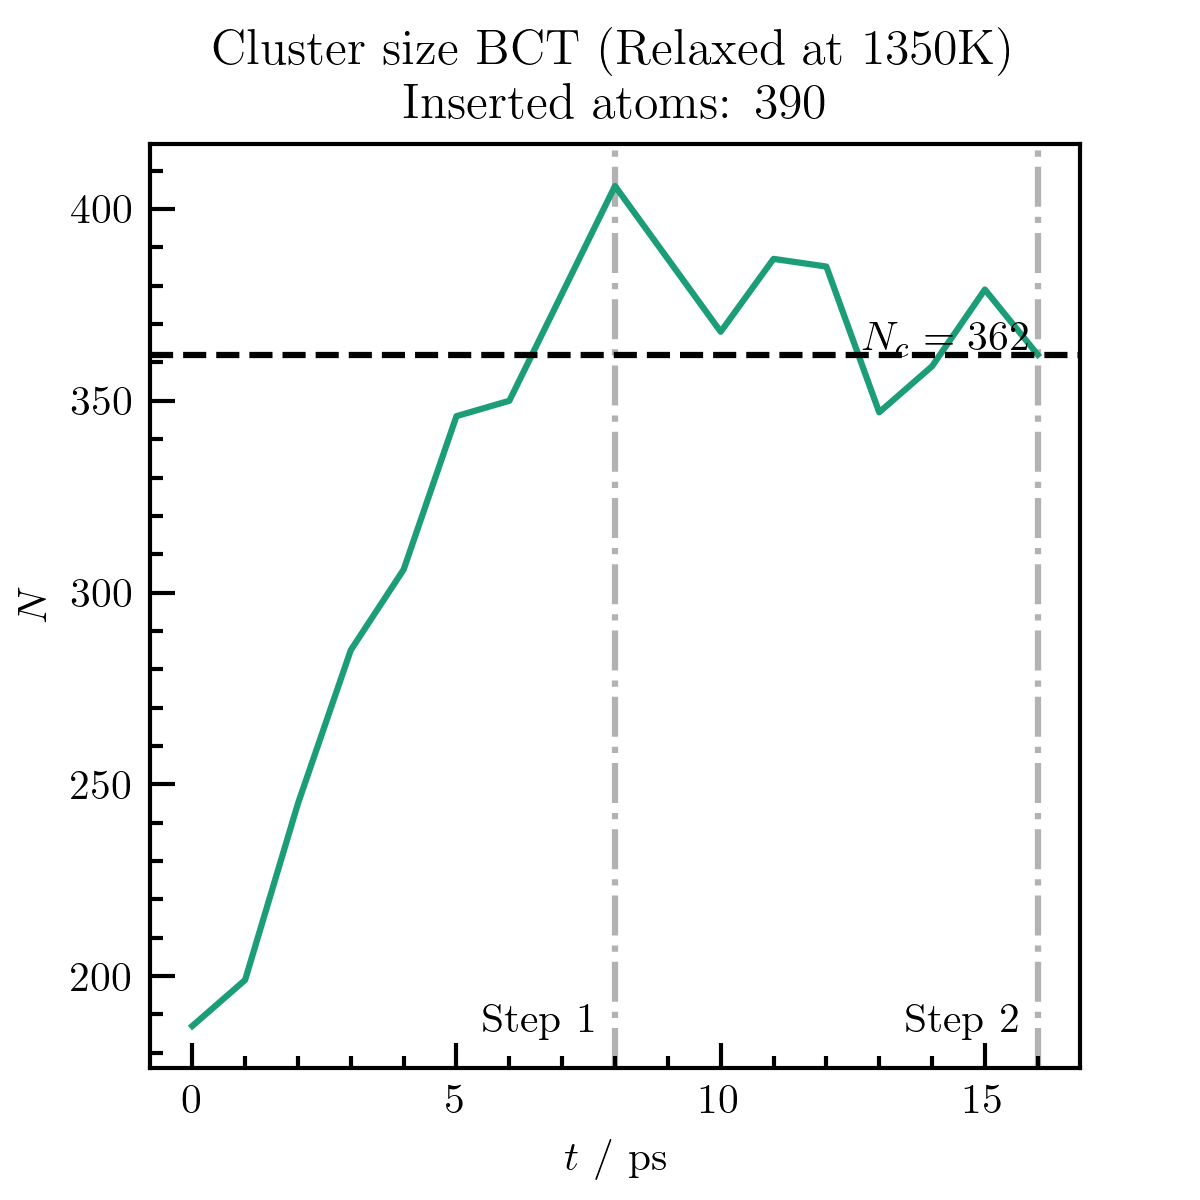 Cluster size BCT (Relaxed at 1350K)
Inserted atoms: 390
400
350
300
250
200
N
N_c = 362
Step 1
Step 2
0
5
10
15
t / ps